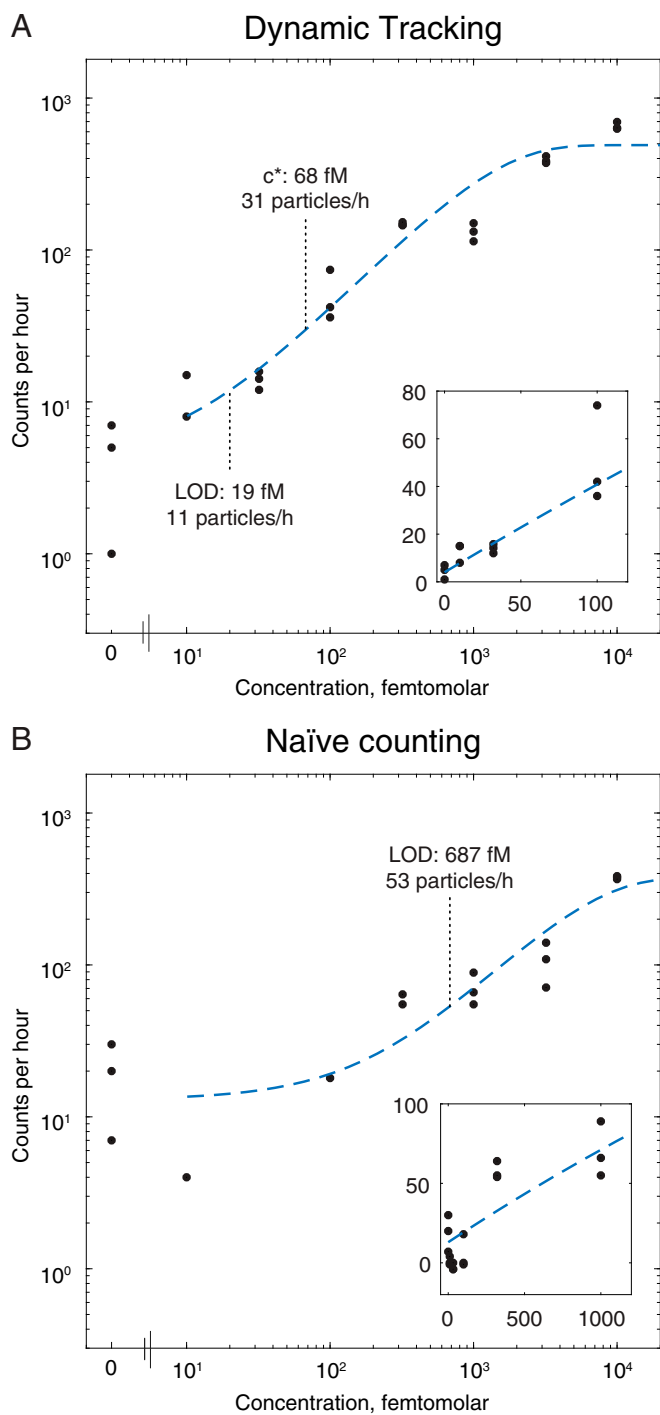 A
Dynamic Tracking
10³
10²
10¹
10⁰
Counts per hour
c*: 68 fM
31 particles/h
LOD: 19 fM
11 particles/h
80
60
40
20
0
0
50
100
0
10¹
10²
10³
10⁴
Concentration, femtomolar
B
Naïve counting
10³
10²
10¹
10⁰
Counts per hour
LOD: 687 fM
53 particles/h
100
50
0
0
500
1000
0
10¹
10²
10³
10⁴
Concentration, femtomolar